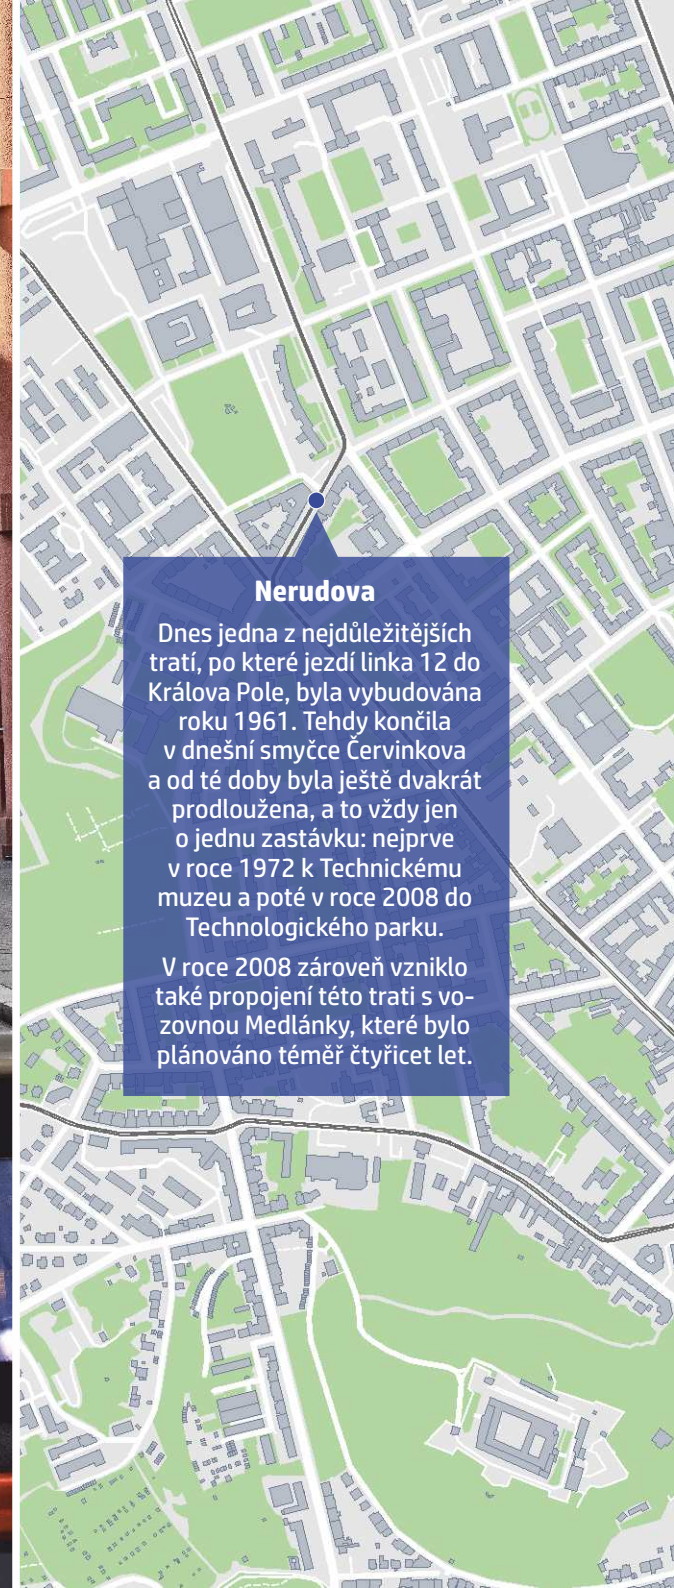 Nerudova
Dnes jedna z nejdůležitějších
tratí, po které jezdí linka 12 do
Králova Pole, byla vybudována
roku 1961. Tehdy končila
v dnešní smyčce Červinkova
a od té doby byla ještě dvakrát
prodloužena, a to vždy jen
o jednu zastávku: nejprve
v roce 1972 k Technickému
muzeu a poté v roce 2008 do
Technologického parku.
V roce 2008 zároveň vzniklo
také propojení této trati s vo-
zovnou Medlánky, které bylo
plánováno téměř čtyřicet let.